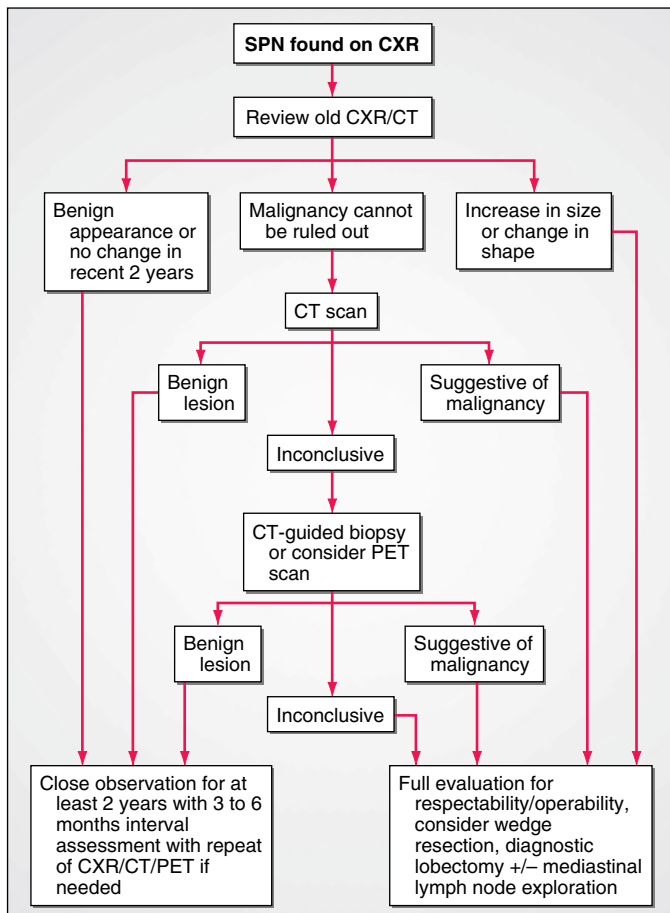 SPN found on CXR
Review old CXR/CT
Benign
appearance or
no change in
recent 2 years
Malignancy cannot
be ruled out
Increase in size
or change in
shape
CT scan
Benign
lesion
Suggestive of
malignancy
Inconclusive
CT-guided biopsy
or consider PET
scan
Benign
lesion
Suggestive of
malignancy
Inconclusive
Close observation for at
least 2 years with 3 to 6
months interval
assessment with repeat
of CXR/CT/PET if
needed
Full evaluation for
respectability/operability,
consider wedge
resection, diagnostic
lobectomy +/– mediastinal
lymph node exploration